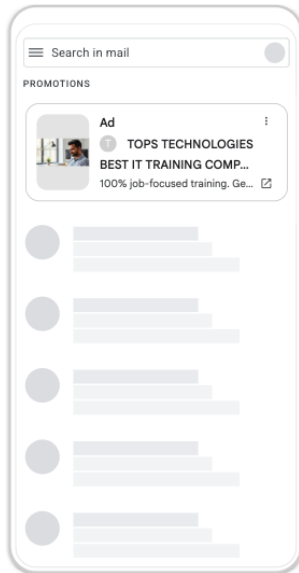 Search in mail
PROMOTIONS
Ad
T TOPS TECHNOLOGIES
BEST IT TRAINING COMP...
100% job-focused training. Ge...